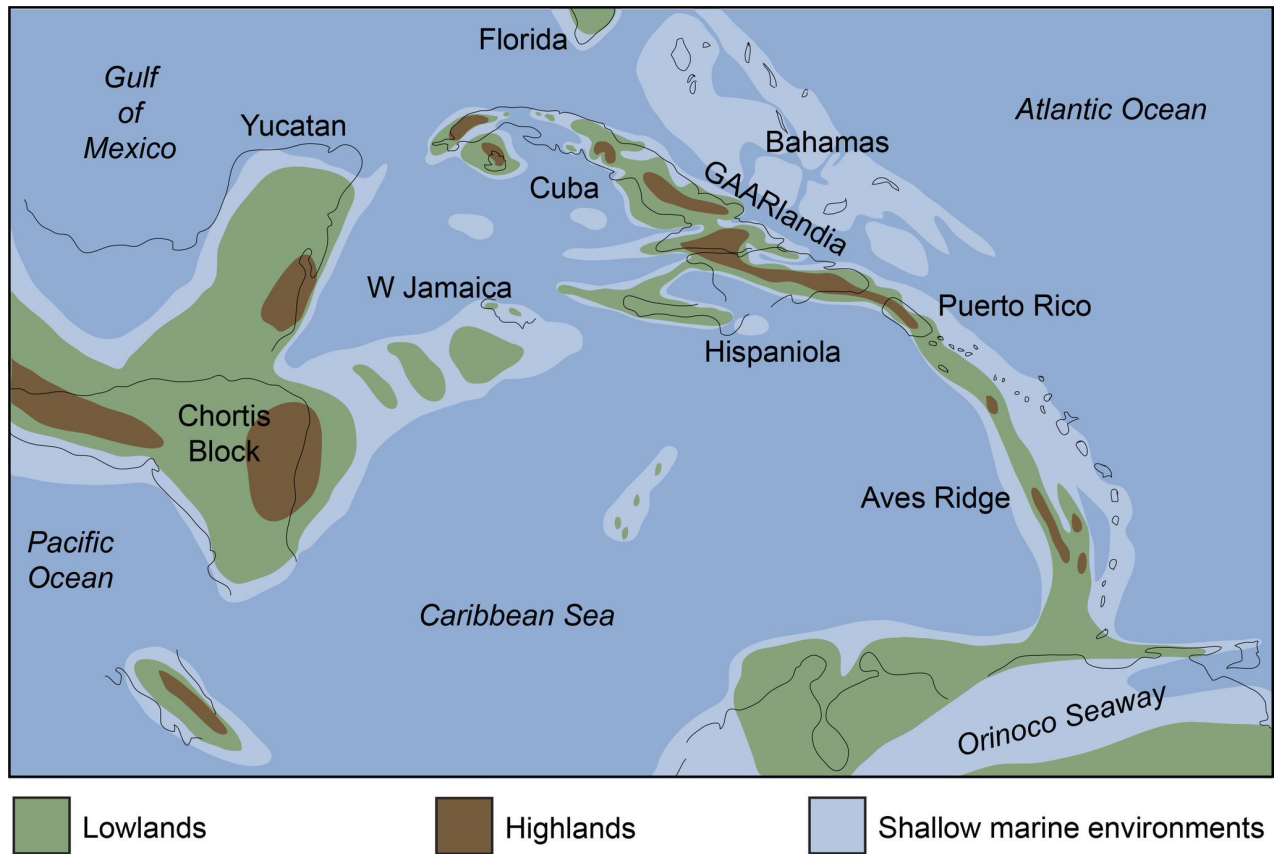 Florida
Gulf
of
Mexico
Yucatan
Atlantic Ocean
Bahamas
Cuba
GAARlandia
W Jamaica
Puerto Rico
Hispaniola
Chortis
Block
Aves Ridge
Pacific
Ocean
Caribbean Sea
Orinoco Seaway
Lowlands
Highlands
Shallow marine environments